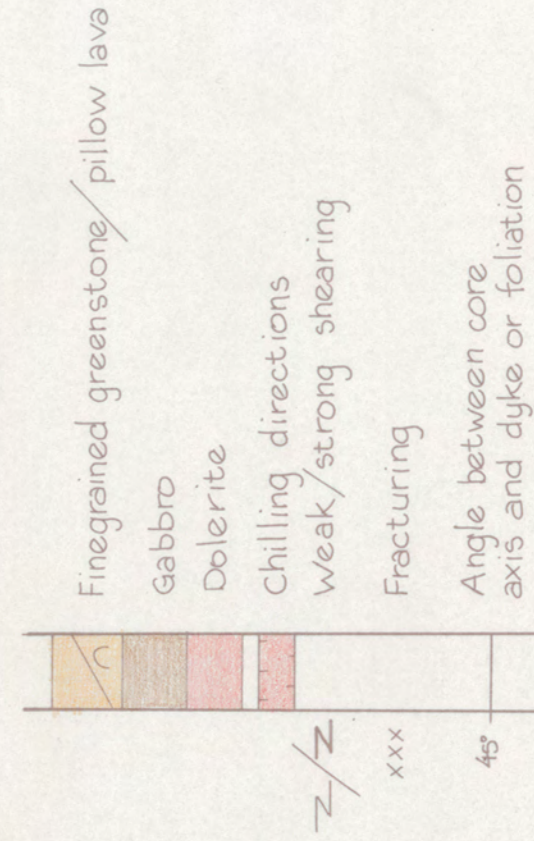 Finegrained greenstone/pillow lava
Gabbro
Dolerite
Chilling directions
Z/Z Weak/strong shearing
xxx Fracturing
45° Angle between core
axis and dyke or foliation